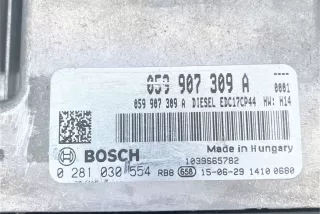 059 907 309 A
0001
059 907 309 A DIESEL EDC17CP44 HW: H14
Made in Hungary
BOSCH
1039S65782
0 281 030 554 RB8 650 15-06-29 1410 0680